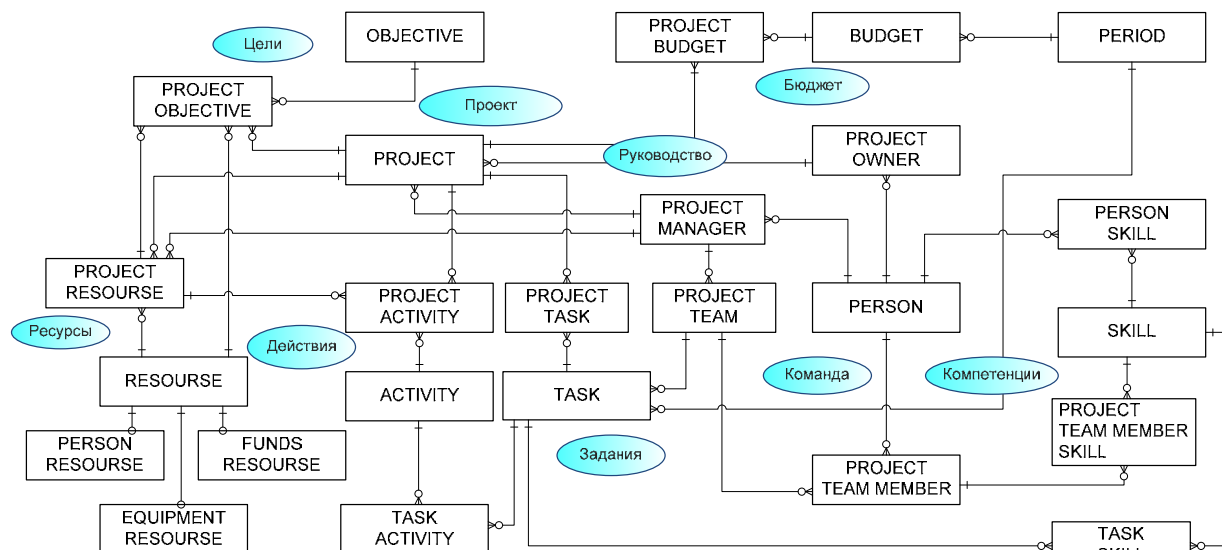 PROJECT
BUDGET
BUDGET
PERIOD
OBJECTIVE
Цели
PROJECT
OBJECTIVE
Проект
Бюджет
PROJECT
Руководство
PROJECT
OWNER
PROJECT
MANAGER
PERSON
SKILL
PROJECT
RESOURSE
PROJECT
ACTIVITY
PROJECT
TASK
PROJECT
TEAM
PERSON
SKILL
Ресурсы
Действия
RESOURSE
ACTIVITY
TASK
Команда
Компетенции
PROJECT
TEAM MEMBER
SKILL
PERSON
RESOURSE
FUNDS
RESOURSE
Задания
PROJECT
TEAM MEMBER
EQUIPMENT
RESOURSE
TASK
ACTIVITY
TASK
SKILL